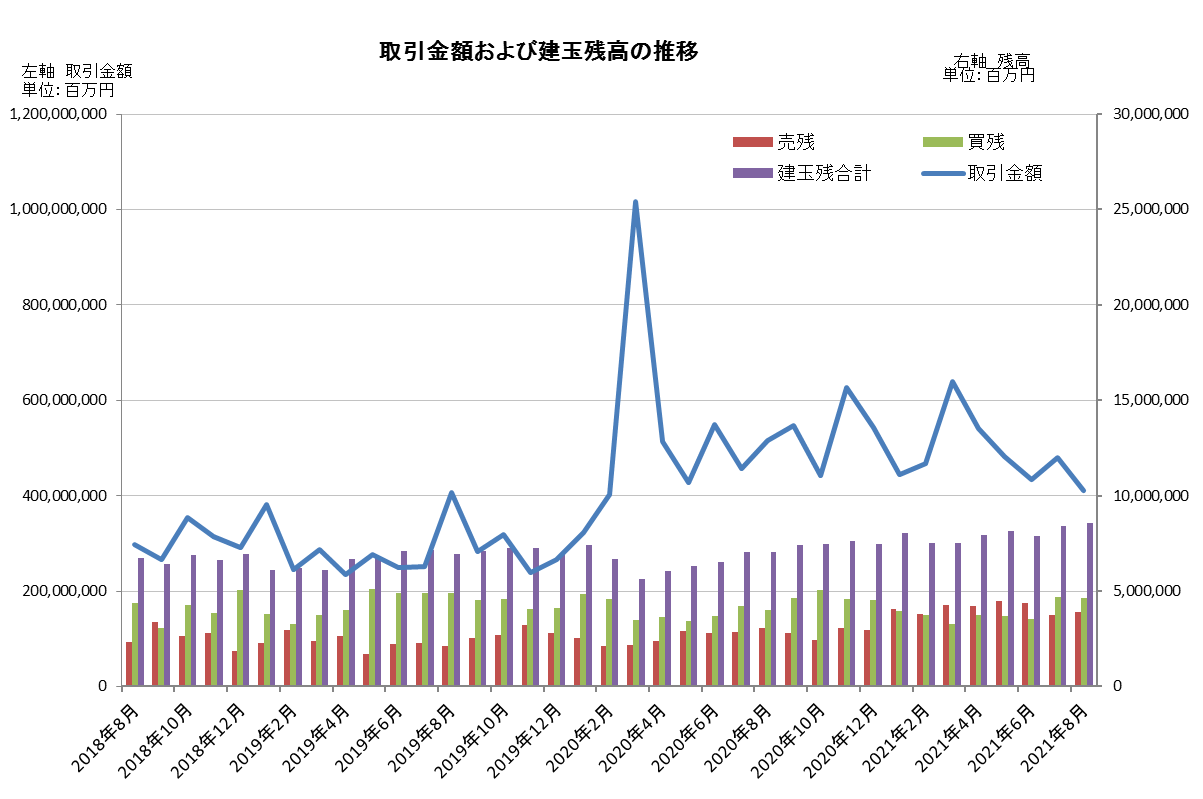 取引金額および建玉残高の推移
左軸　取引金額
単位：百万円
右軸　残高
単位：百万円
1,200,000,000
1,000,000,000
800,000,000
600,000,000
400,000,000
200,000,000
0
30,000,000
25,000,000
20,000,000
15,000,000
10,000,000
5,000,000
0
売残
買残
建玉残合計
取引金額
2018年8月
2018年10月
2018年12月
2019年2月
2019年4月
2019年6月
2019年8月
2019年10月
2019年12月
2020年2月
2020年4月
2020年6月
2020年8月
2020年10月
2020年12月
2021年2月
2021年4月
2021年6月
2021年8月